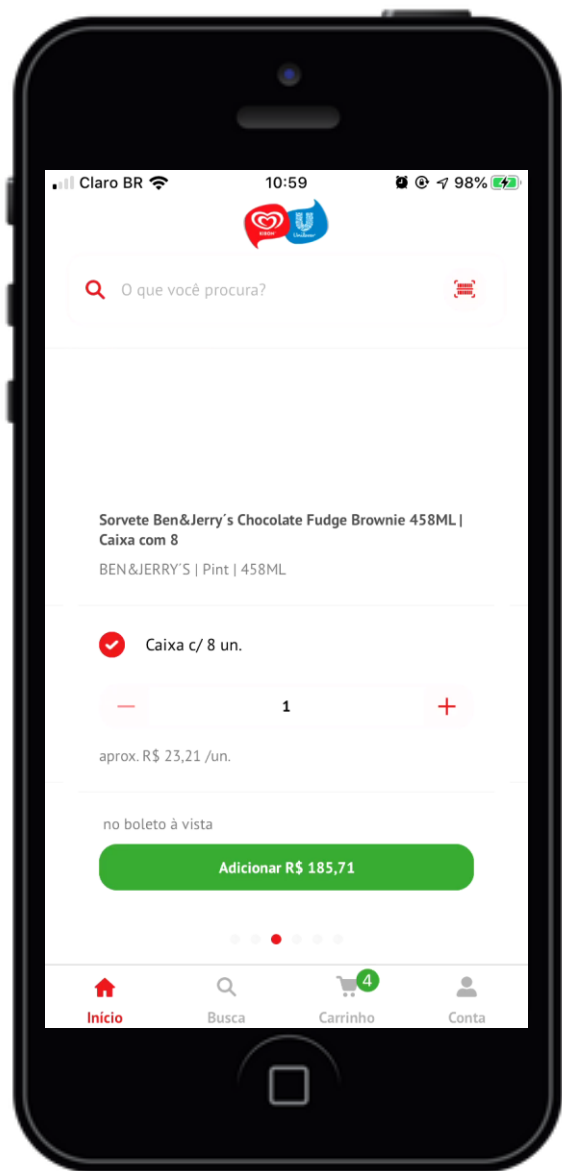 Claro BR 10:59 98%
KIBON Unilever
O que você procura?
Sorvete Ben&Jerry´s Chocolate Fudge Brownie 458ML |
Caixa com 8
BEN&JERRY'S | Pint | 458ML
Caixa c/ 8 un.
1
aprox. R$ 23,21 /un.
no boleto à vista
Adicionar R$ 185,71
4
Início Busca Carrinho Conta